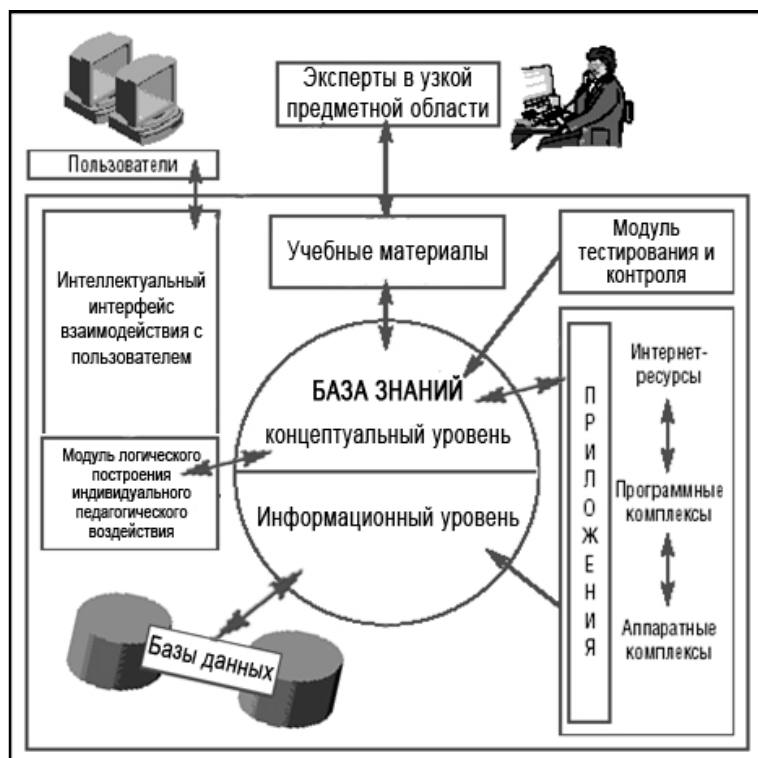 Эксперты в узкой
предметной области
Пользователи
Учебные материалы
Модуль
тестирования и
контроля
Интеллектуальный
интерфейс
взаимодействия с
пользователем
БАЗА ЗНАНИЙ
концептуальный уровень
Информационный уровень
Модуль логического
построения
индивидуального
педагогического
воздействия
ПРИЛОЖЕНИЯ
Интернет-
ресурсы
Программные
комплексы
Аппаратные
комплексы
Базы данных